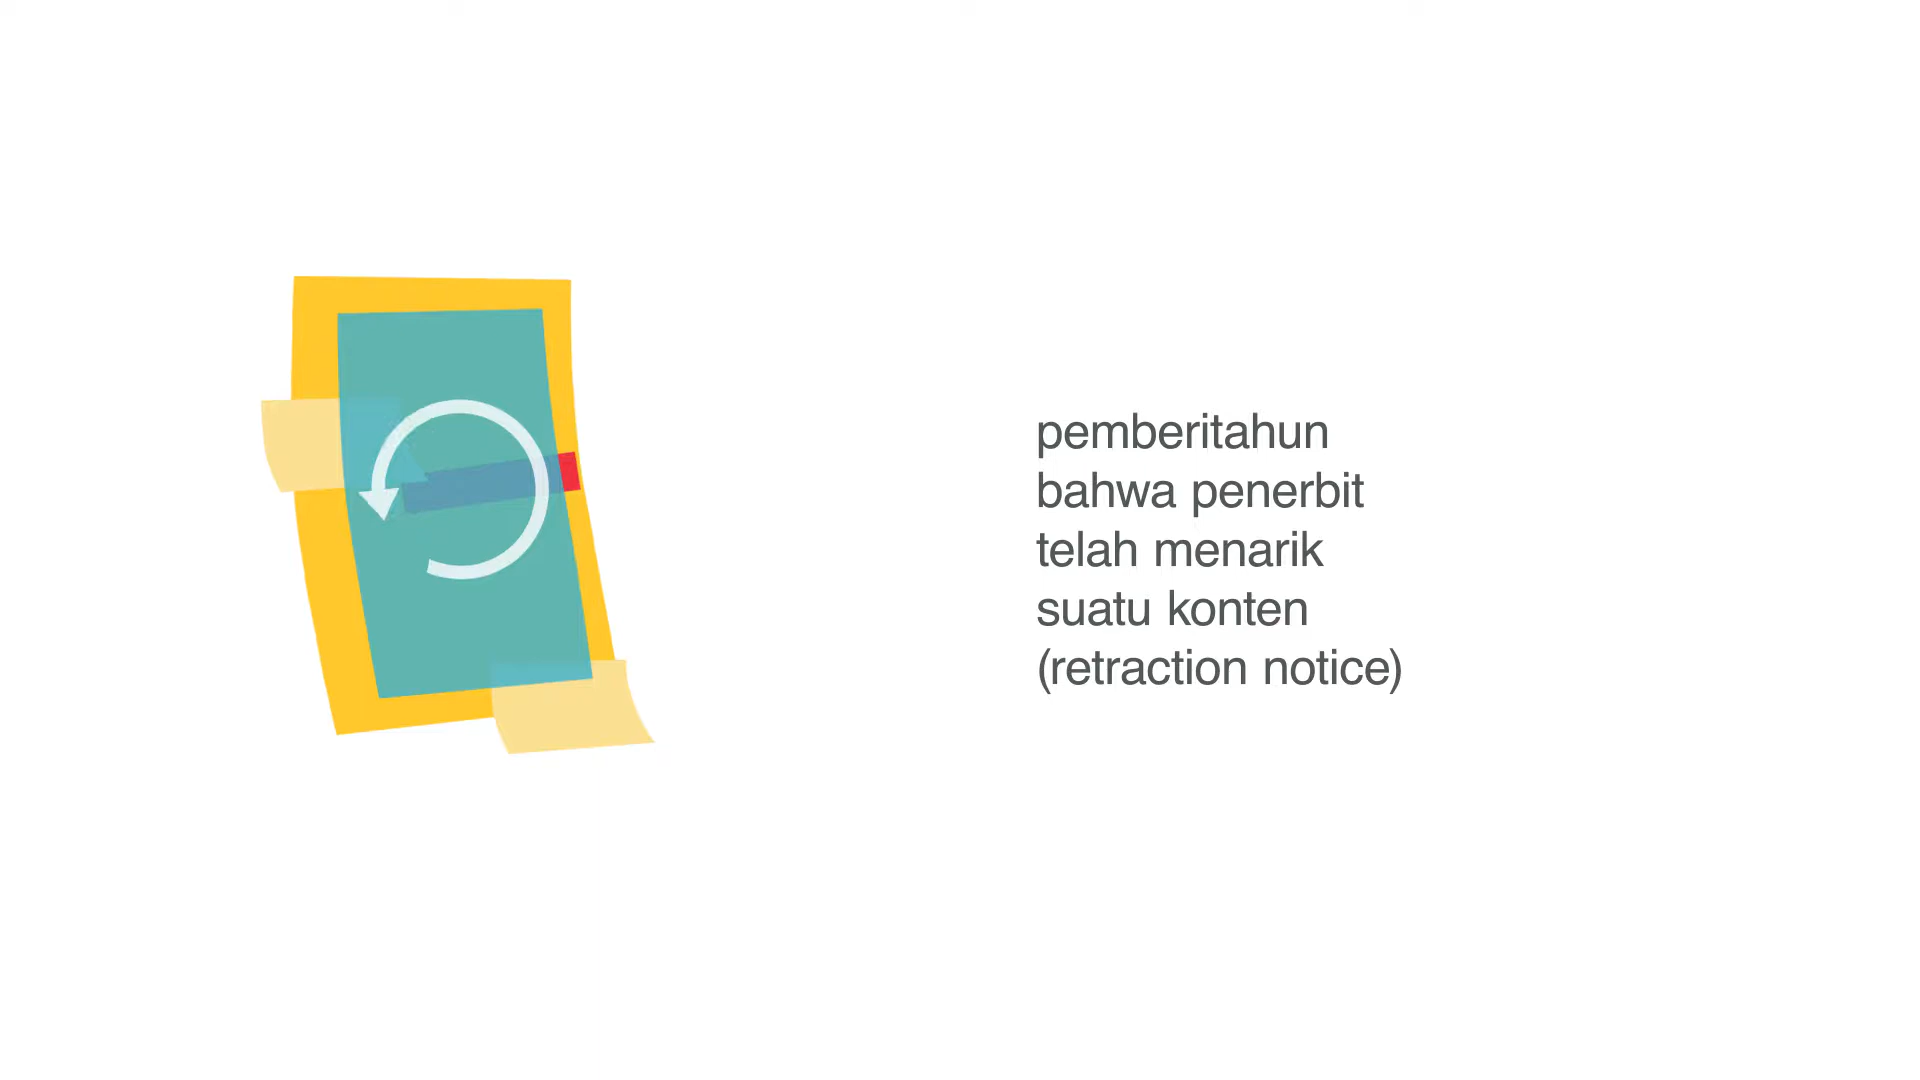 pemberitahun
bahwa penerbit
telah menarik
suatu konten
(retraction notice)